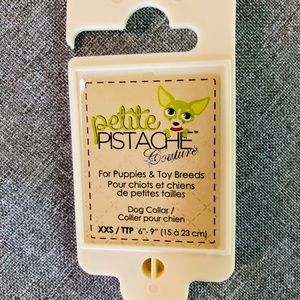 petite
PISTACHE™
Couture
For Puppies & Toy Breeds
Pour chiots et chiens
de petites tailles
Dog Collar /
Collier pour chien
XXS / TTP 6"- 9" (15 à 23 cm)